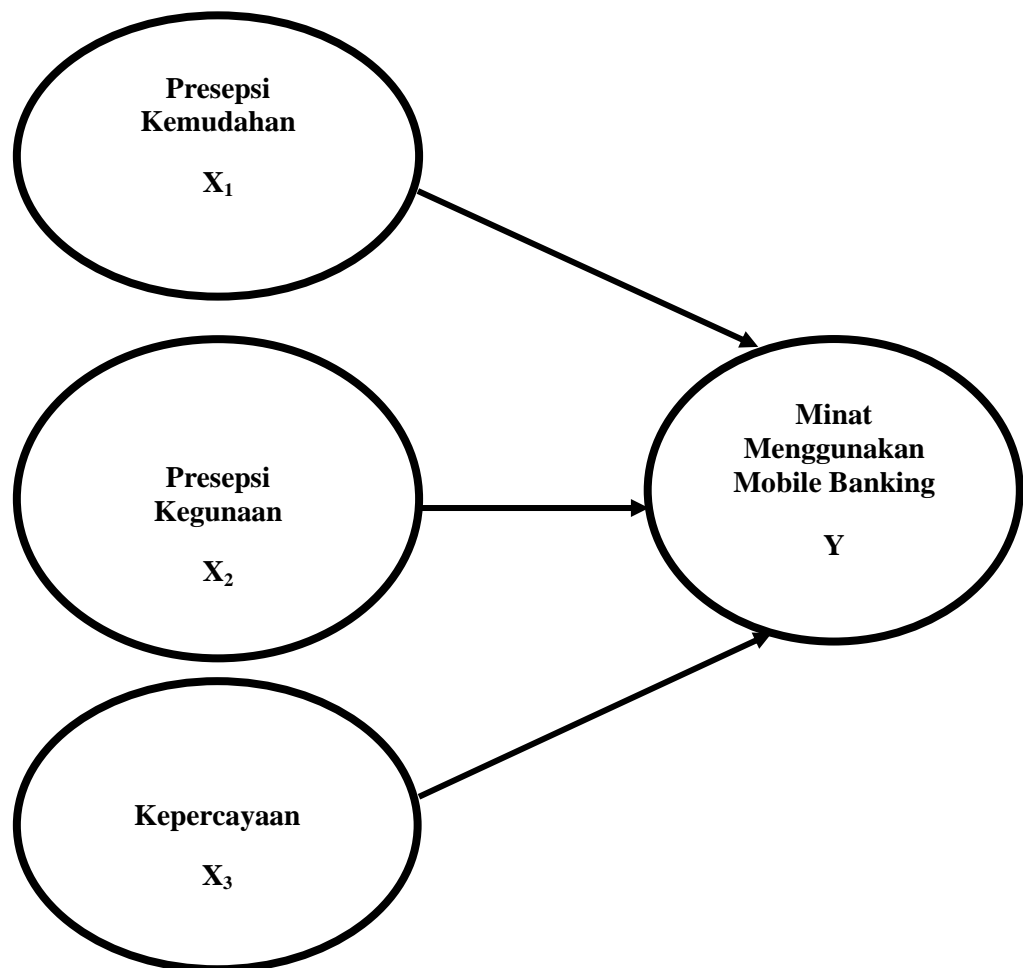 Presepsi
Kemudahan
X₁
Presepsi
Kegunaan
X₂
Kepercayaan
X₃
Minat
Menggunakan
Mobile Banking
Y